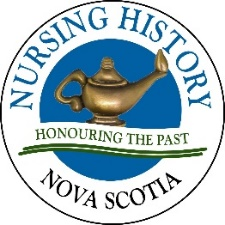 NURSING HISTORY
HONOURING THE PAST
NOVA SCOTIA